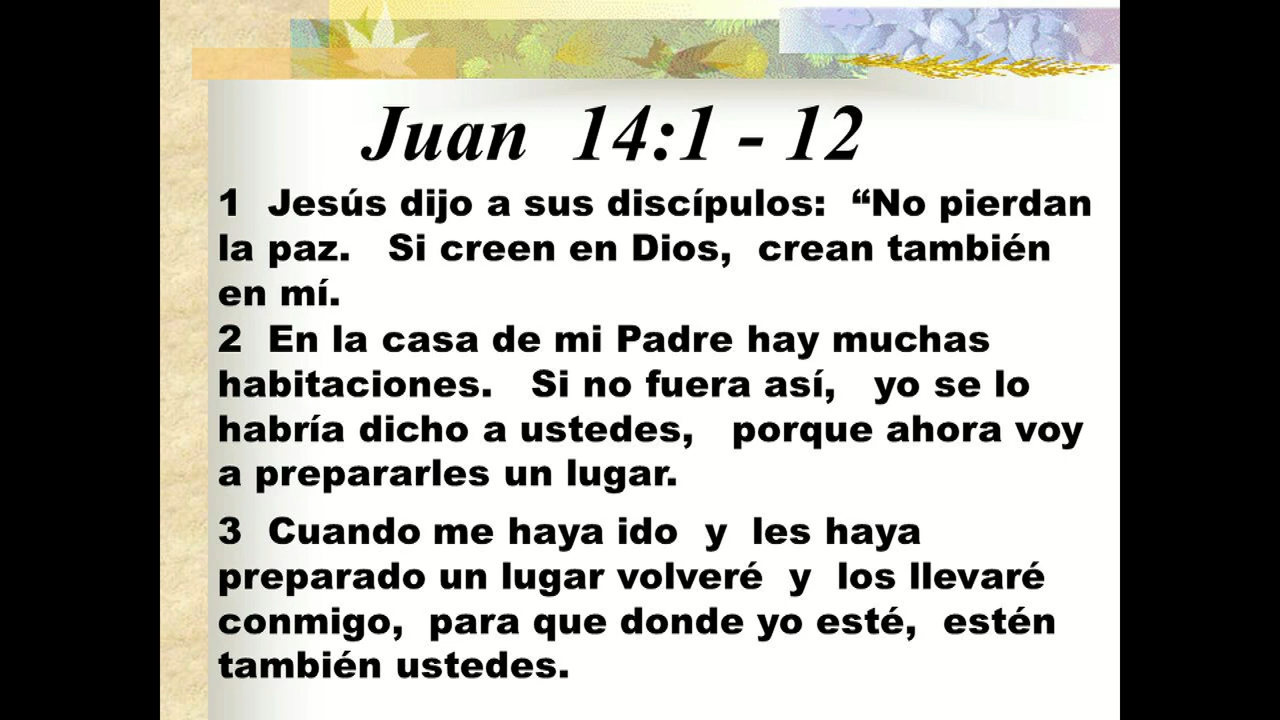 Juan 14:1 - 12
1 Jesús dijo a sus discípulos: “No pierdan
la paz. Si creen en Dios, crean también
en mí.
2 En la casa de mi Padre hay muchas
habitaciones. Si no fuera así, yo se lo
habría dicho a ustedes, porque ahora voy
a prepararles un lugar.
3 Cuando me haya ido y les haya
preparado un lugar volveré y los llevaré
conmigo, para que donde yo esté, estén
también ustedes.